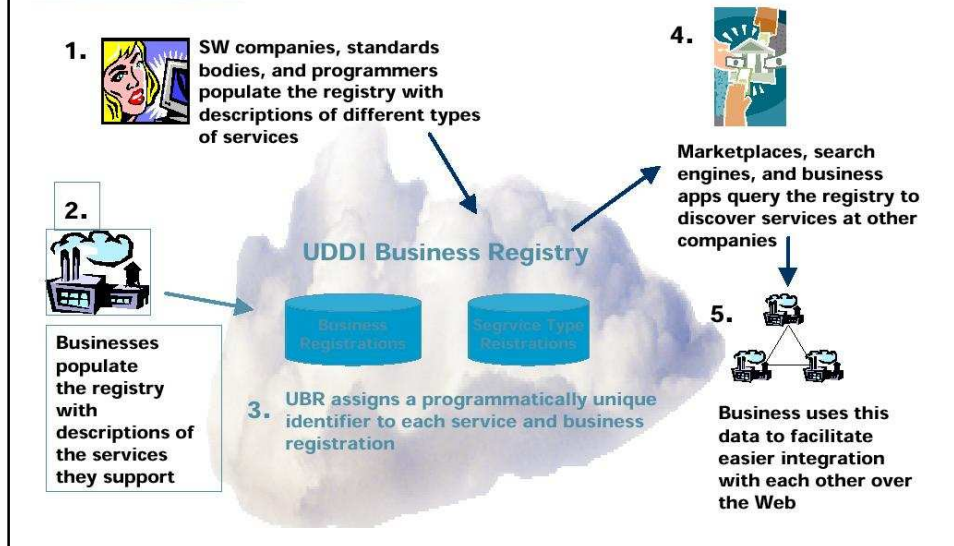 1.
SW companies, standards
bodies, and programmers
populate the registry with
descriptions of different types
of services
2.
Businesses
populate
the registry
with
descriptions of
the services
they support
UDDI Business Registry
Business
Registrations
Segrvice Type
Reistrations
3.
UBR assigns a programmatically unique
identifier to each service and business
registration
4.
Marketplaces, search
engines, and business
apps query the registry to
discover services at other
companies
5.
Business uses this
data to facilitate
easier integration
with each other over
the Web